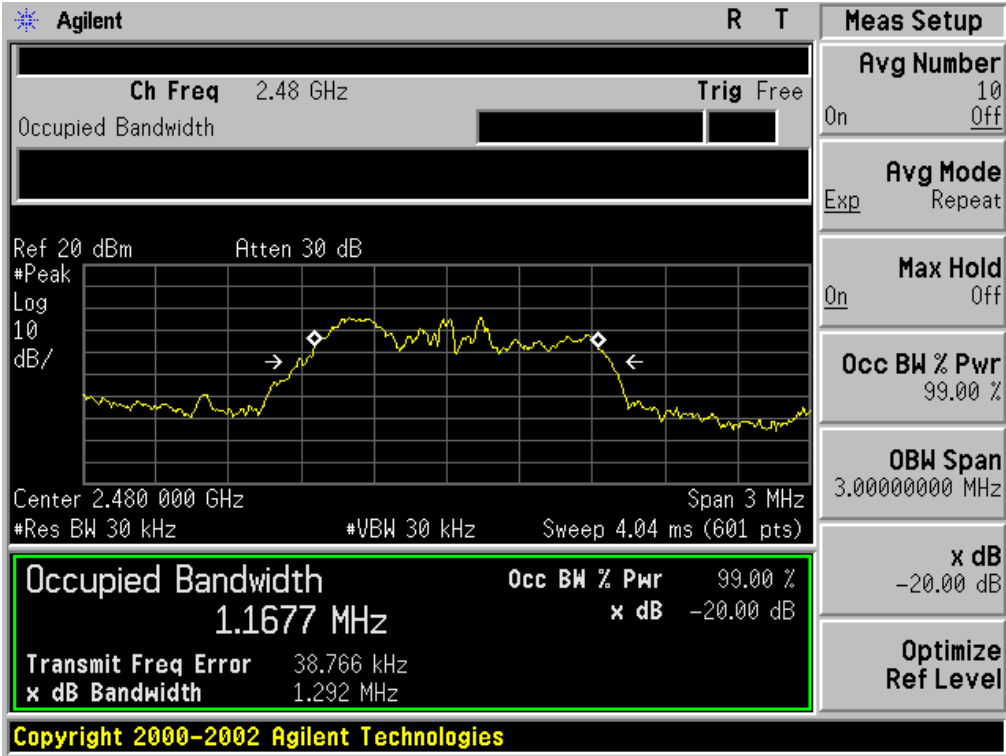 Agilent R T
Ch Freq 2.48 GHz Trig Free
Occupied Bandwidth
Ref 20 dBm Atten 30 dB
#Peak
Log
10
dB/
Center 2.480 000 GHz Span 3 MHz
#Res BW 30 kHz #VBW 30 kHz Sweep 4.04 ms (601 pts)
Occupied Bandwidth Occ BW % Pwr 99.00 %
1.1677 MHz x dB -20.00 dB
Transmit Freq Error 38.766 kHz
x dB Bandwidth 1.292 MHz
Copyright 2000-2002 Agilent Technologies
Meas Setup
Avg Number
10
On Off
Avg Mode
Exp Repeat
Max Hold
On Off
Occ BW % Pwr
99.00 %
OBW Span
3.00000000 MHz
x dB
-20.00 dB
Optimize
Ref Level